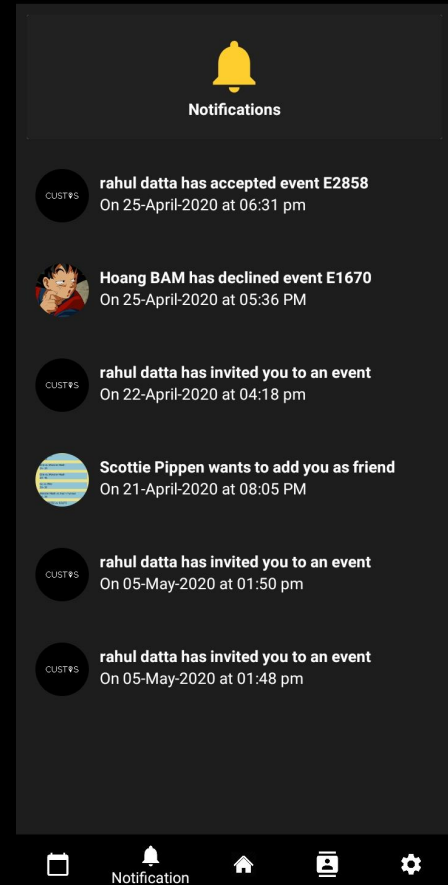 Notifications
CUSTOS
rahul datta has accepted event E2858
On 25-April-2020 at 06:31 pm
Hoang BAM has declined event E1670
On 25-April-2020 at 05:36 PM
CUSTOS
rahul datta has invited you to an event
On 22-April-2020 at 04:18 pm
Scottie Pippen wants to add you as friend
On 21-April-2020 at 08:05 PM
CUSTOS
rahul datta has invited you to an event
On 05-May-2020 at 01:50 pm
CUSTOS
rahul datta has invited you to an event
On 05-May-2020 at 01:48 pm
Notification